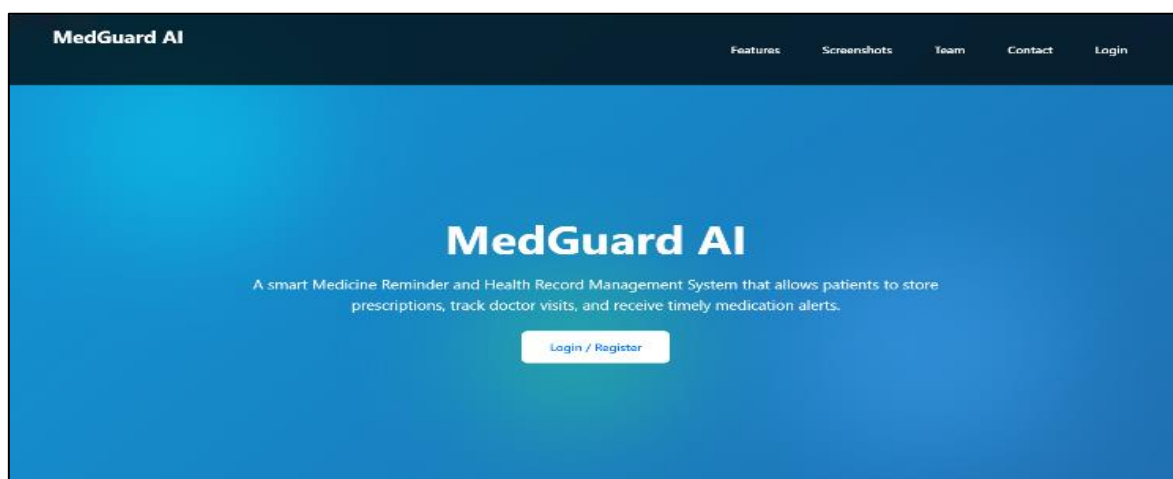 MedGuard AI
Features Screenshots Team Contact Login
MedGuard AI
A smart Medicine Reminder and Health Record Management System that allows patients to store
prescriptions, track doctor visits, and receive timely medication alerts.
Login / Register